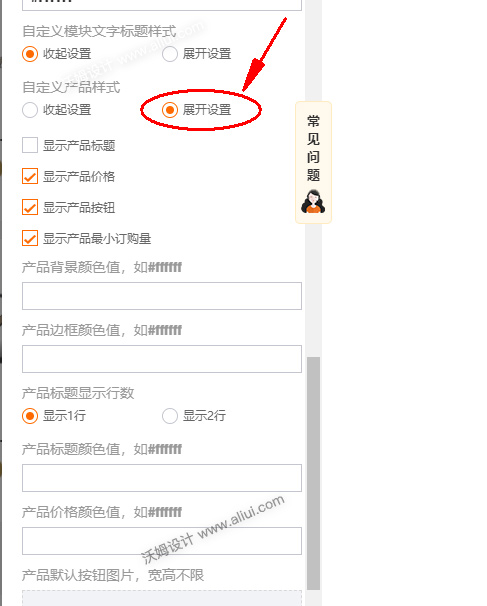 自定义模块文字标题样式
收起设置 展开设置
自定义产品样式
收起设置 展开设置
常见问题
显示产品标题
显示产品价格
显示产品按钮
显示产品最小订购量
产品背景颜色值，如#ffffff
产品边框颜色值，如#ffffff
产品标题显示行数
显示1行 显示2行
产品标题颜色值，如#ffffff
产品价格颜色值，如#ffffff
沃姆设计 www.aliui.com
产品默认按钮图片，宽高不限